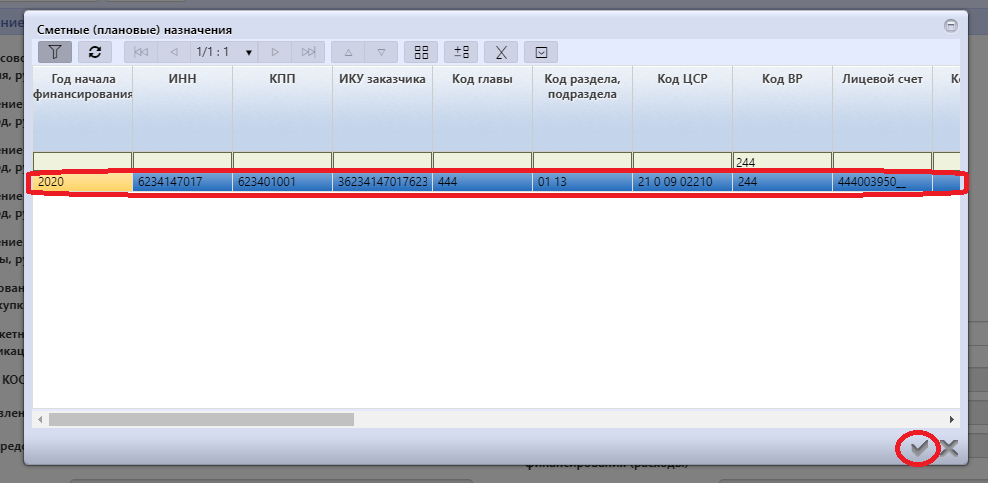 Сметные (плановые) назначения
1/1 : 1
Год начала финансирования
ИНН
КПП
ИКУ заказчика
Код главы
Код раздела, подраздела
Код ЦСР
Код ВР
Лицевой счет
244
2020 6234147017 623401001 36234147017623 444 01 13 21 0 09 02210 244 444003950__
финансирования (расходы)